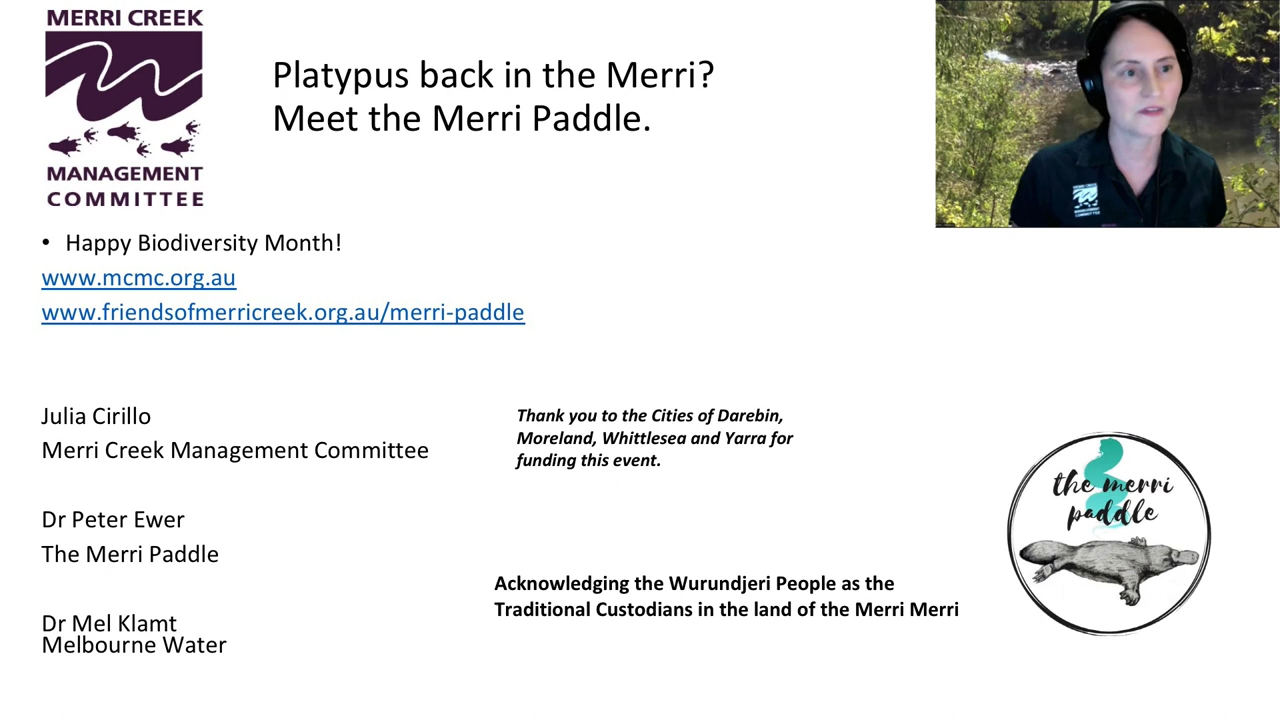 MERRI CREEK
MANAGEMENT
COMMITTEE
Platypus back in the Merri?
Meet the Merri Paddle.
• Happy Biodiversity Month!
www.mcmc.org.au
www.friendsofmerricreek.org.au/merri-paddle
Julia Cirillo
Merri Creek Management Committee
Dr Peter Ewer
The Merri Paddle
Dr Mel Klamt
Melbourne Water
Thank you to the Cities of Darebin,
Moreland, Whittlesea and Yarra for
funding this event.
Acknowledging the Wurundjeri People as the
Traditional Custodians in the land of the Merri Merri
the merri
paddle
MERRI CREEK
MANAGEMENT
COMMITTEE